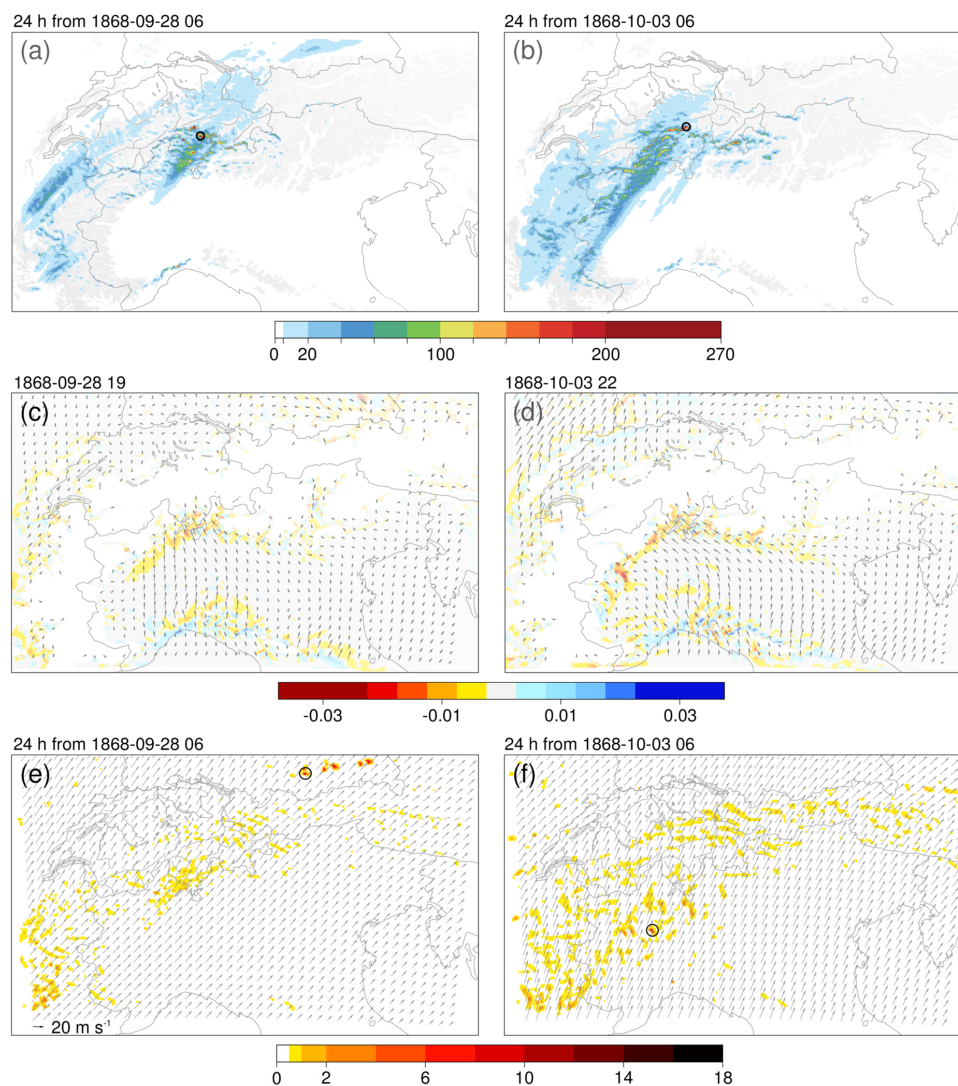 24 h from 1868-09-28 06
24 h from 1868-10-03 06
(a)
(b)
0 20 100 200 270
1868-09-28 19
1868-10-03 22
(c)
(d)
-0.03 -0.01 0.01 0.03
24 h from 1868-09-28 06
24 h from 1868-10-03 06
(e)
(f)
20 m s⁻¹
0 2 6 10 14 18